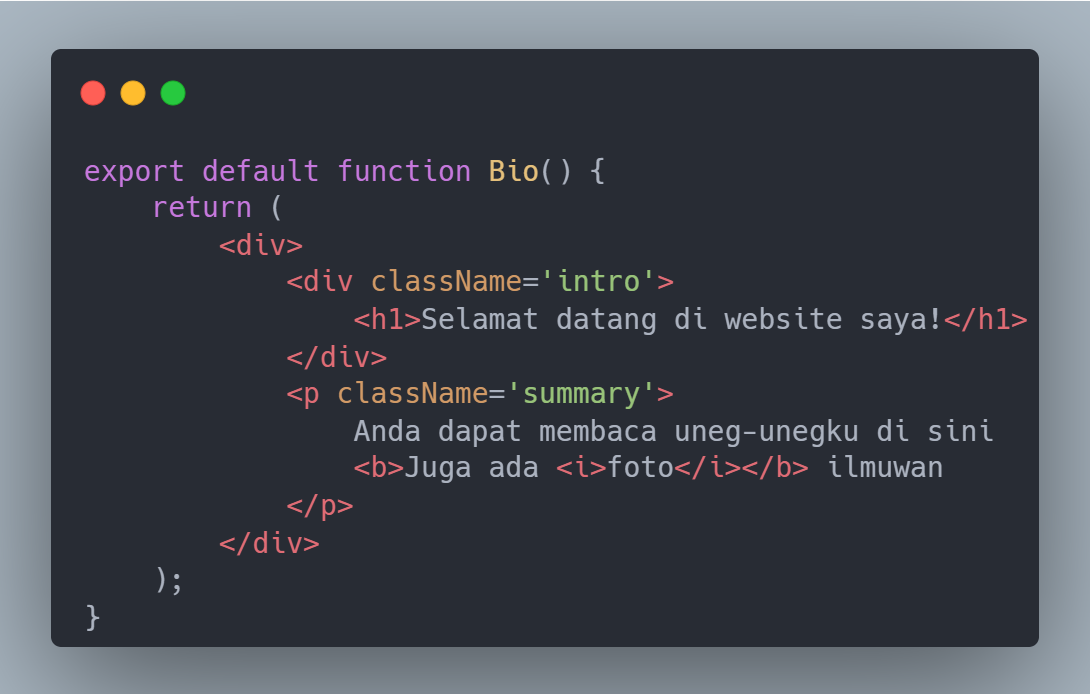 export default function Bio() {
    return (
        <div>
            <div className='intro'>
                <h1>Selamat datang di website saya!</h1>
            </div>
            <p className='summary'>
                Anda dapat membaca uneg-unegku di sini
                <b>Juga ada <i>foto</i></b> ilmuwan
            </p>
        </div>
    );
}